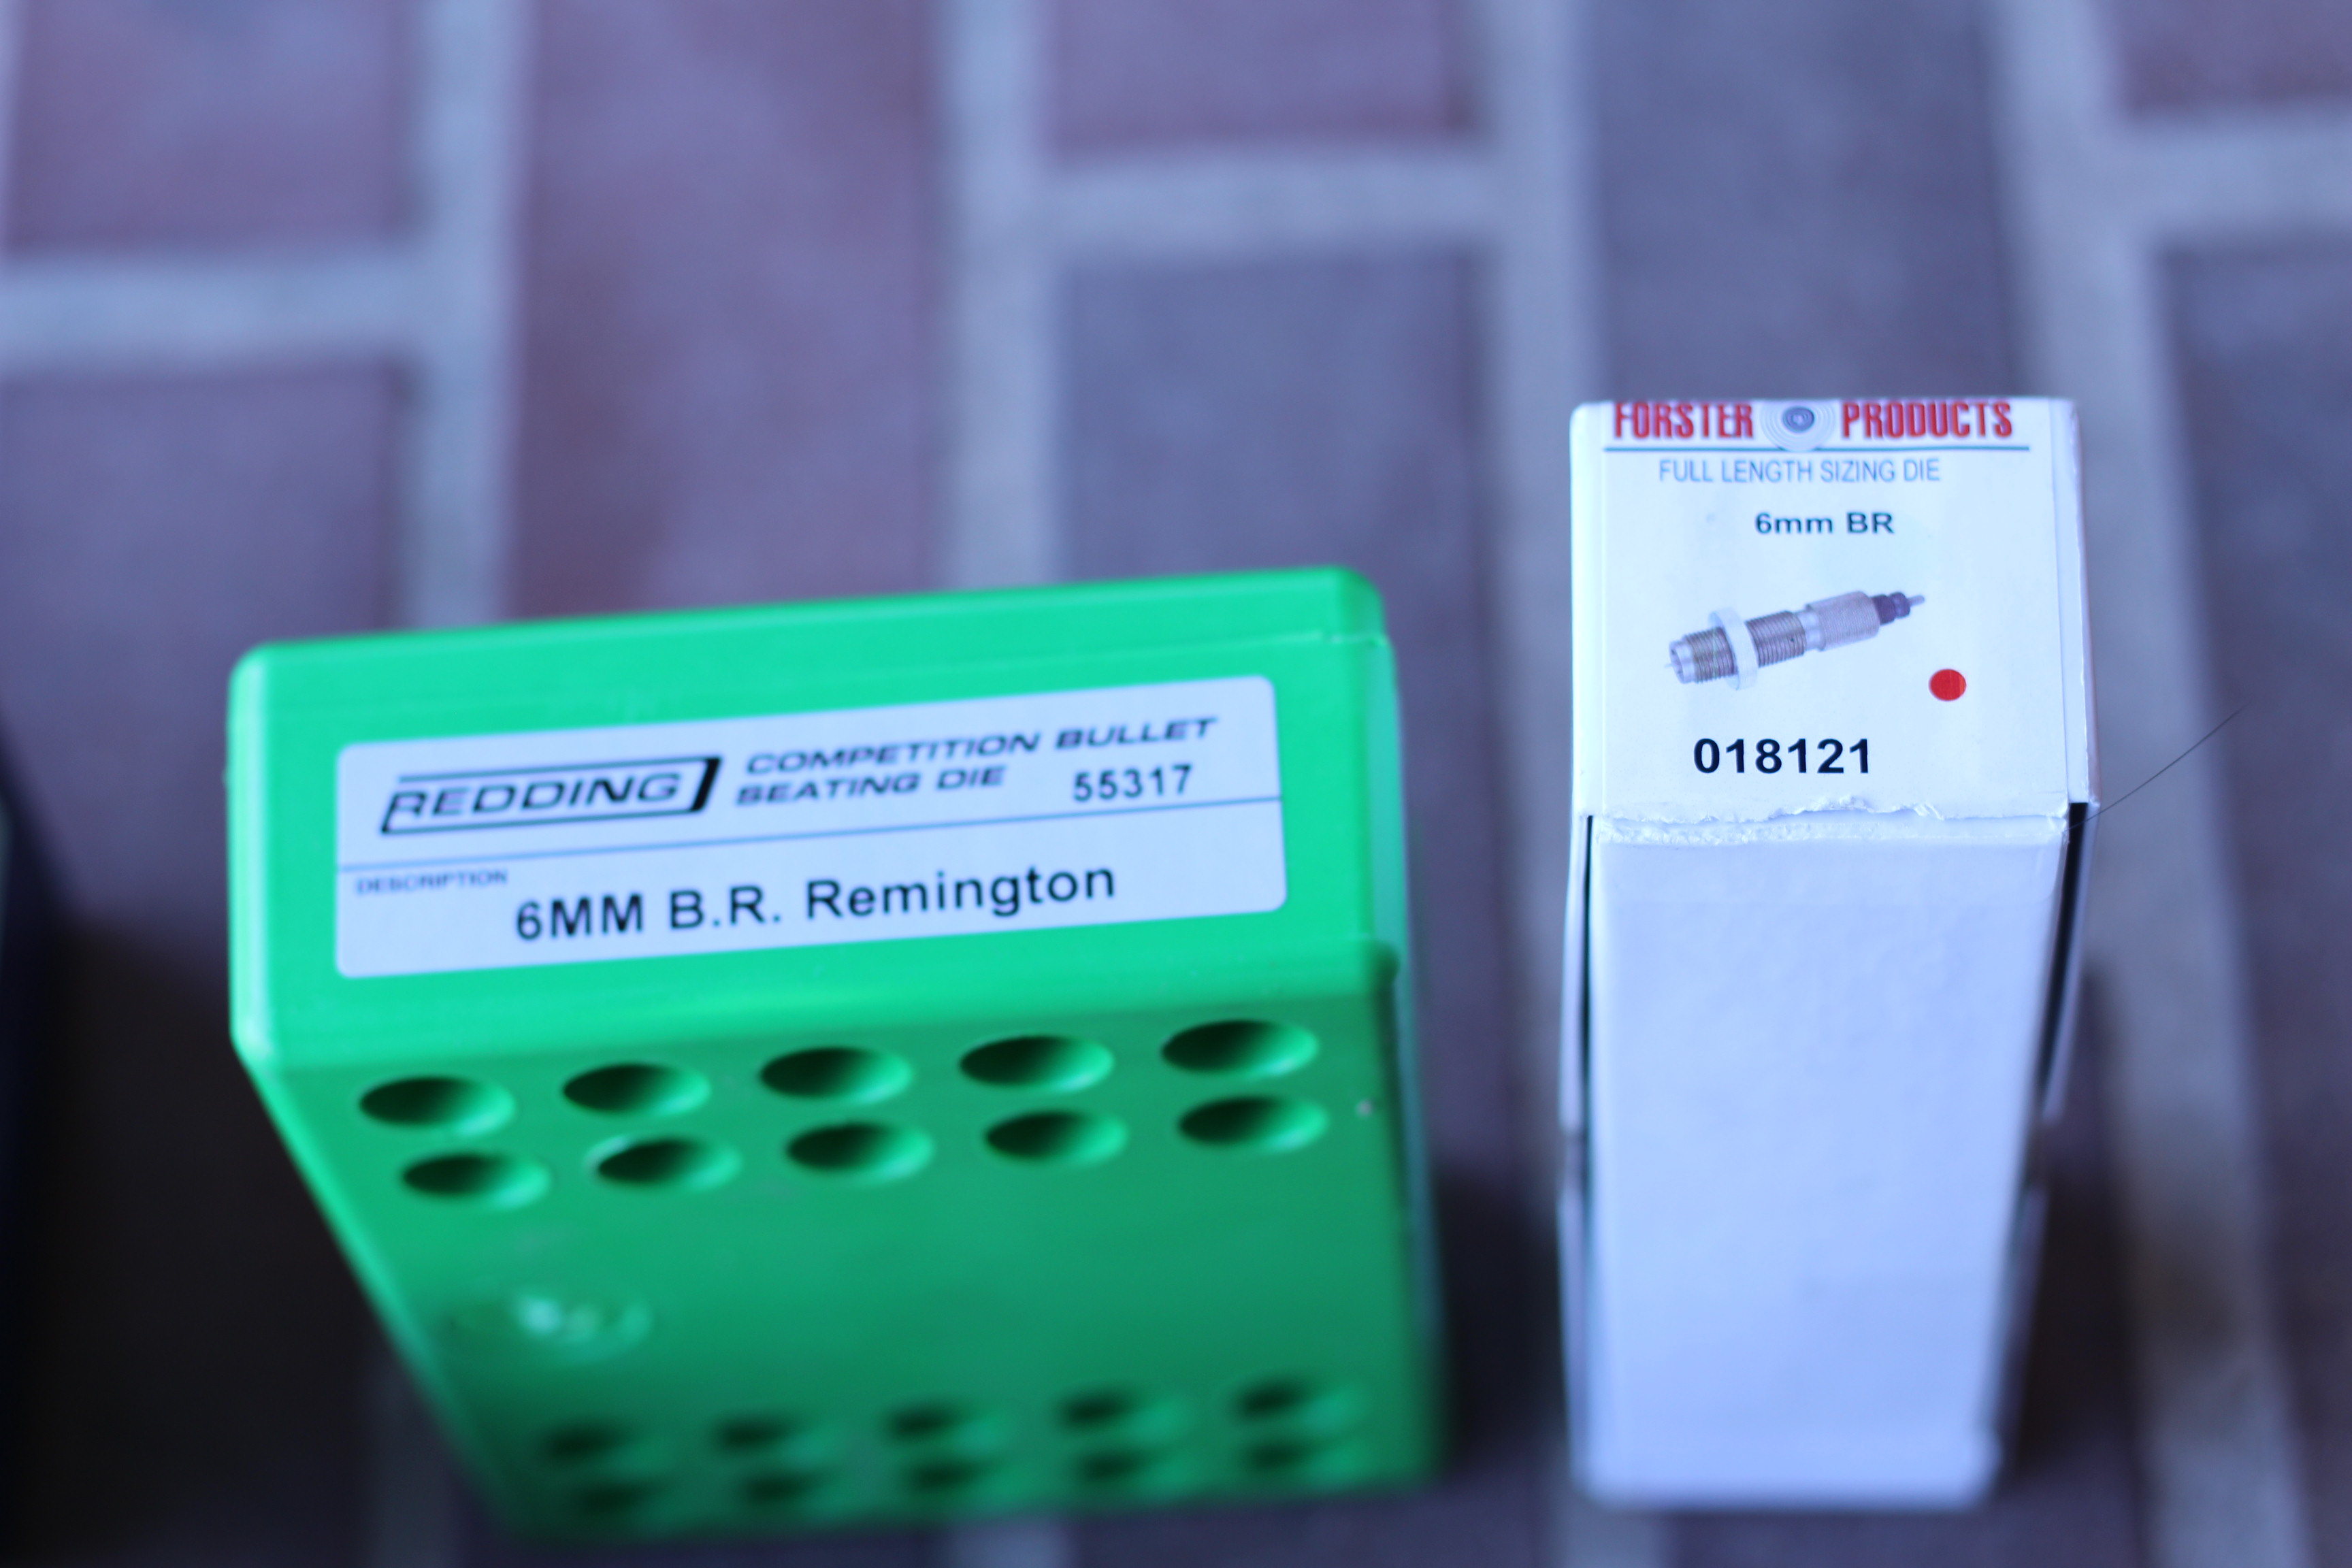 REDDING COMPETITION BULLET
SEATING DIE 55317
DESCRIPTION
6MM B.R. Remington
FORSTER PRODUCTS
FULL LENGTH SIZING DIE
6mm BR
018121